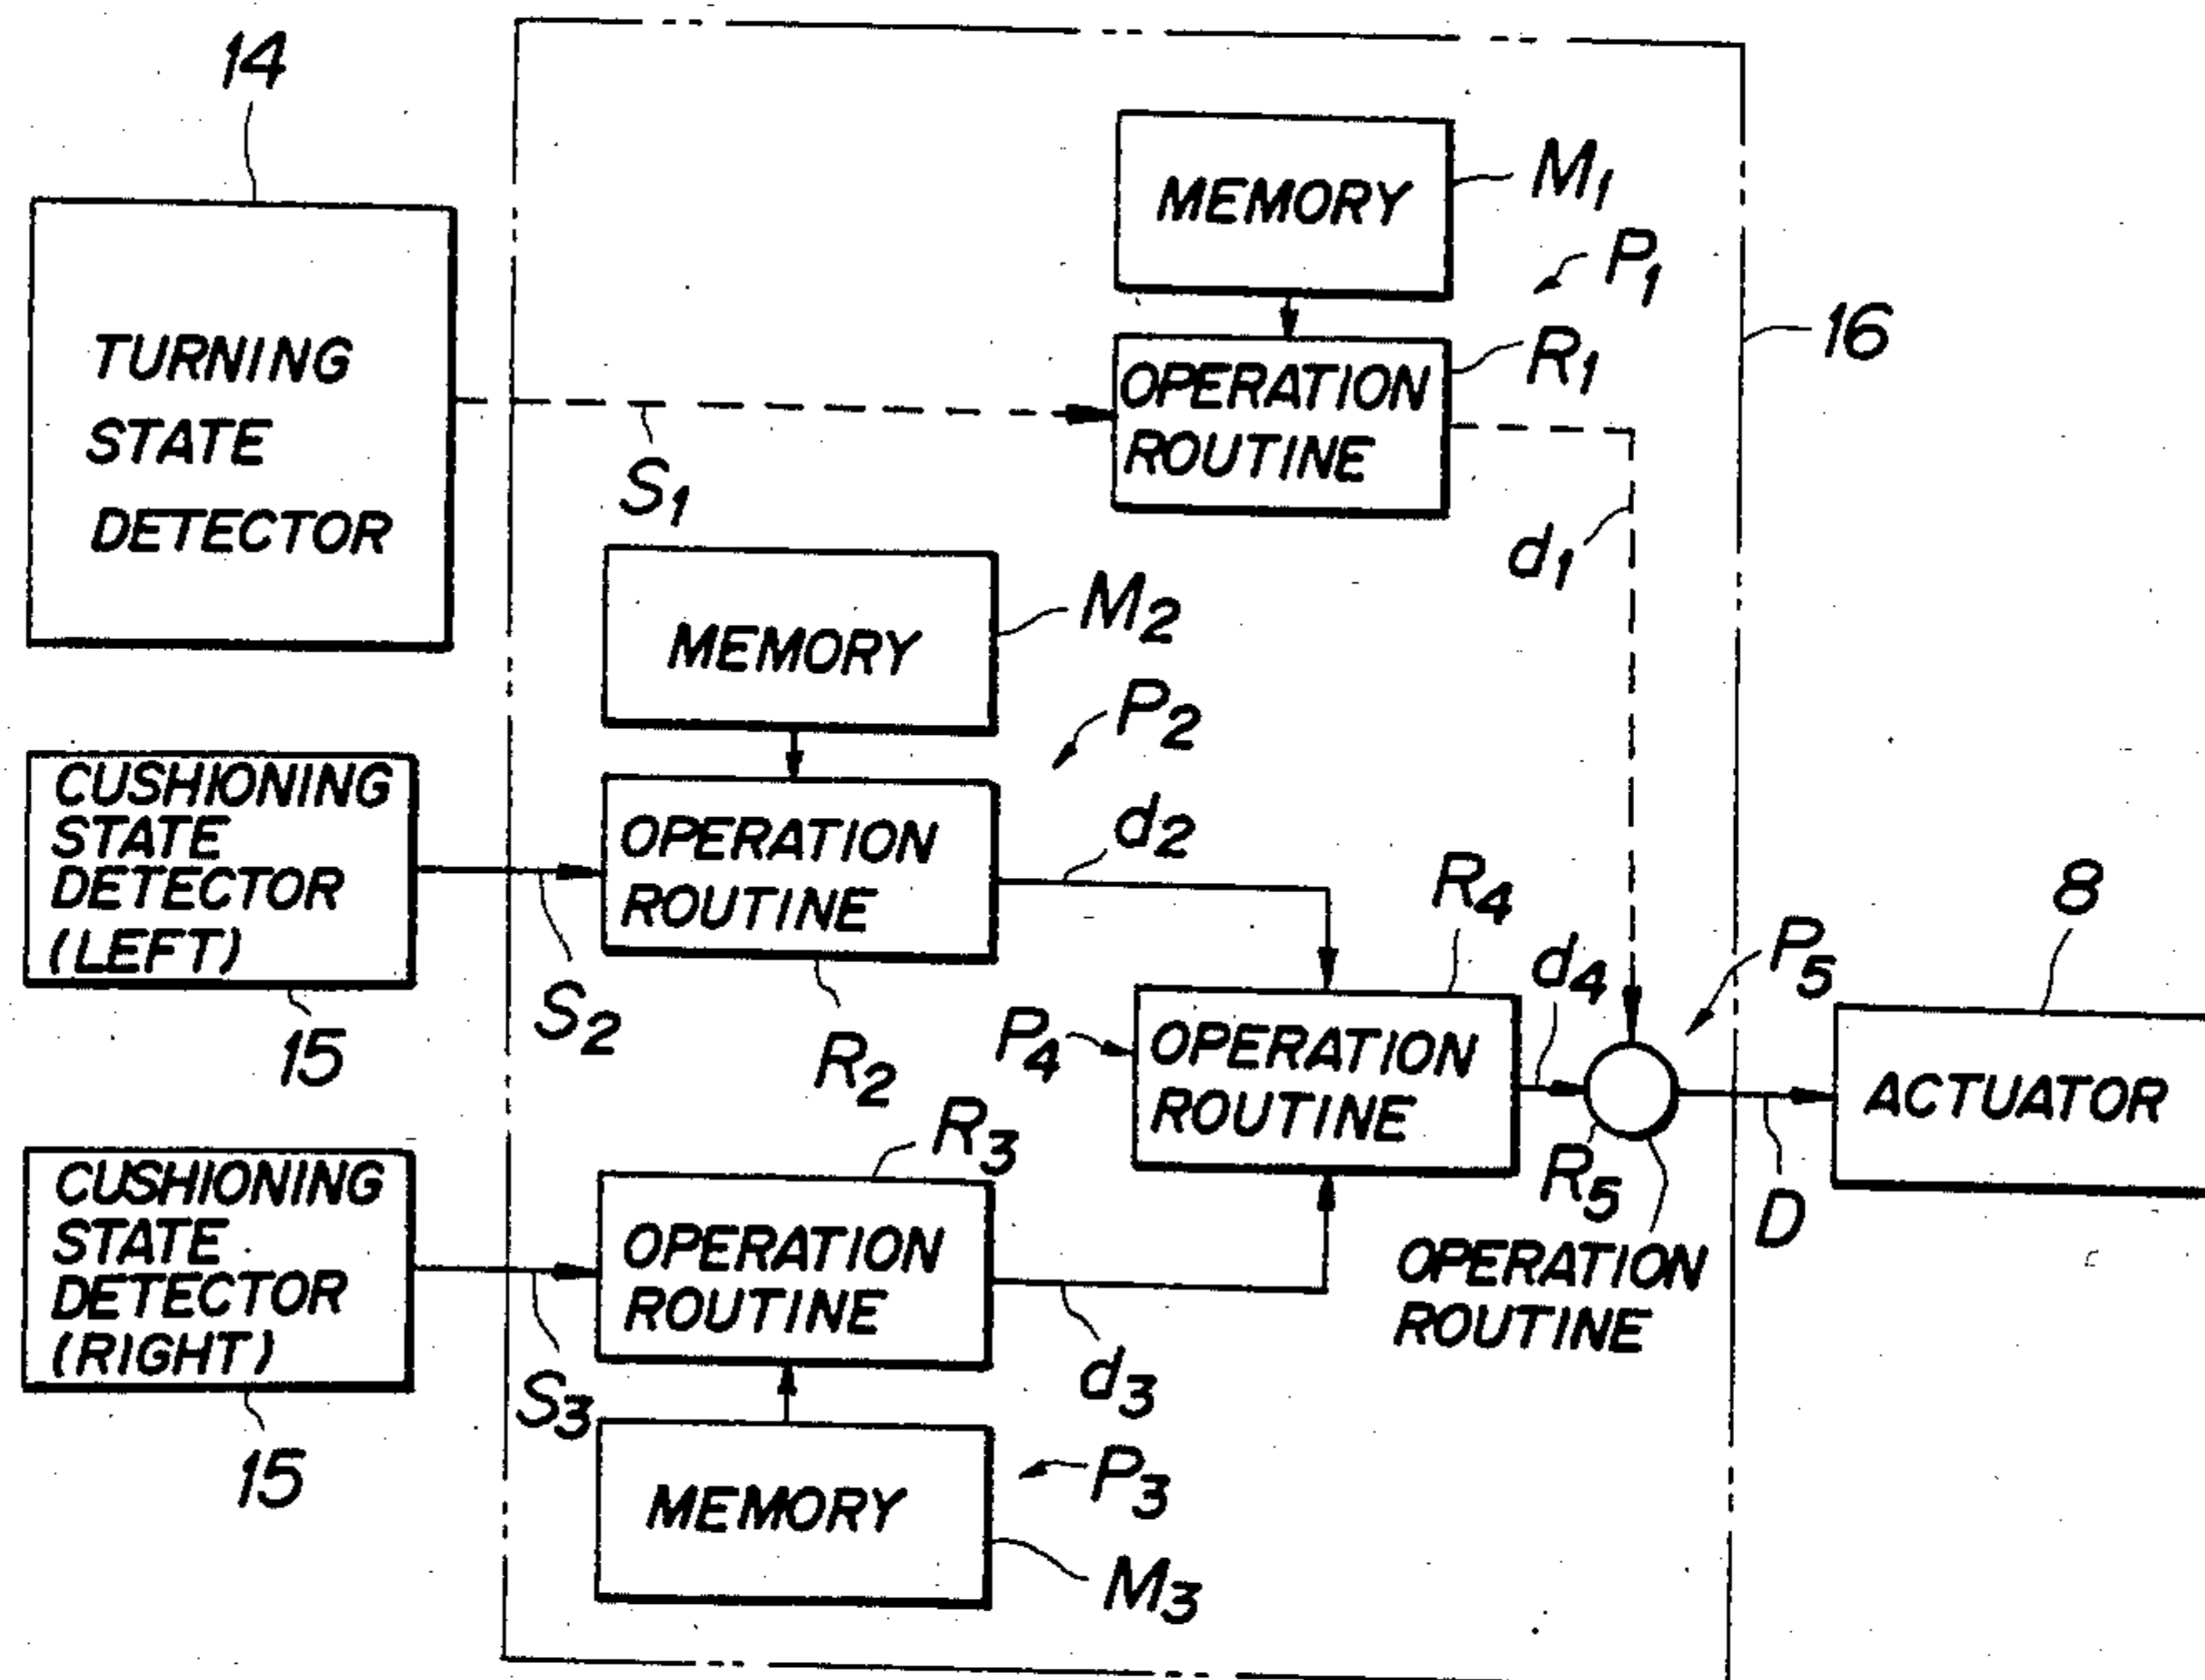 14
MEMORY
M1
P1
TURNING
STATE
DETECTOR
S1
OPERATION
ROUTINE
R1
16
d1
MEMORY
M2
P2
CUSHIONING
STATE
DETECTOR
(LEFT)
15
S2
OPERATION
ROUTINE
R2
d2
R4
P4
OPERATION
ROUTINE
d4
P5
8
ACTUATOR
R5
OPERATION
ROUTINE
D
CUSHIONING
STATE
DETECTOR
(RIGHT)
15
S3
R3
OPERATION
ROUTINE
d3
MEMORY
P3
M3